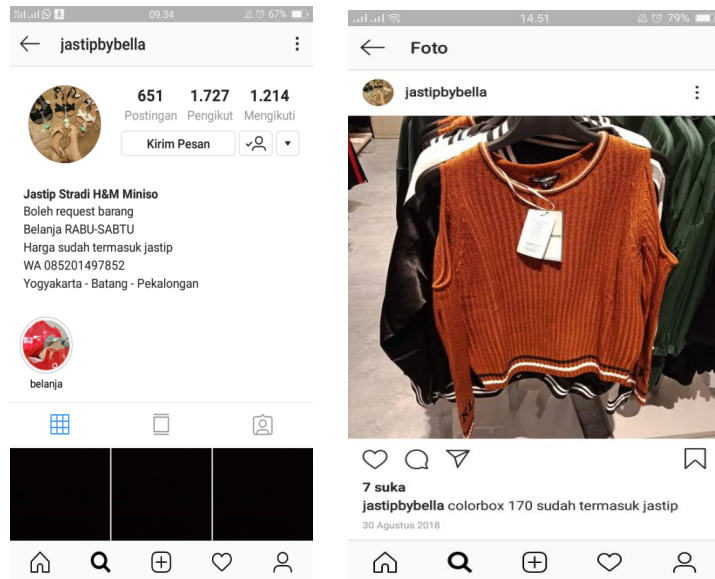 09.34
67%
jastipbybella
651 1.727 1.214
Postingan Pengikut Mengikuti
Kirim Pesan
Jastip Stradi H&M Miniso
Boleh request barang
Belanja RABU-SABTU
Harga sudah termasuk jastip
WA 085201497852
Yogyakarta - Batang - Pekalongan
belanja
14.51
79%
Foto
jastipbybella
7 suka
jastipbybella colorbox 170 sudah termasuk jastip
30 Agustus 2018